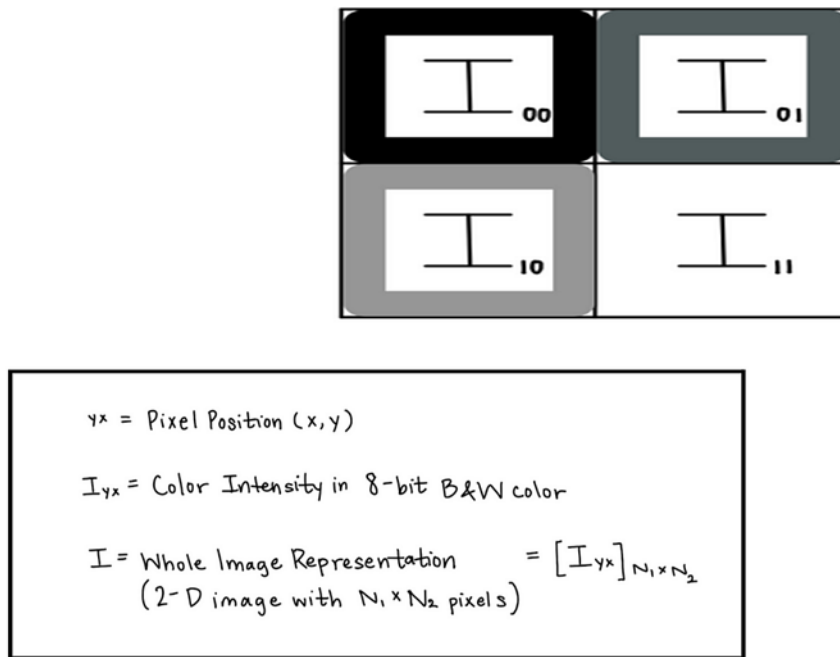 I00 I01
I10 I11
yx = Pixel Position (x,y)
Iyx = Color Intensity in 8-bit B&W color
I = Whole Image Representation = [Iyx]N₁×N₂
(2-D image with N₁×N₂ pixels)